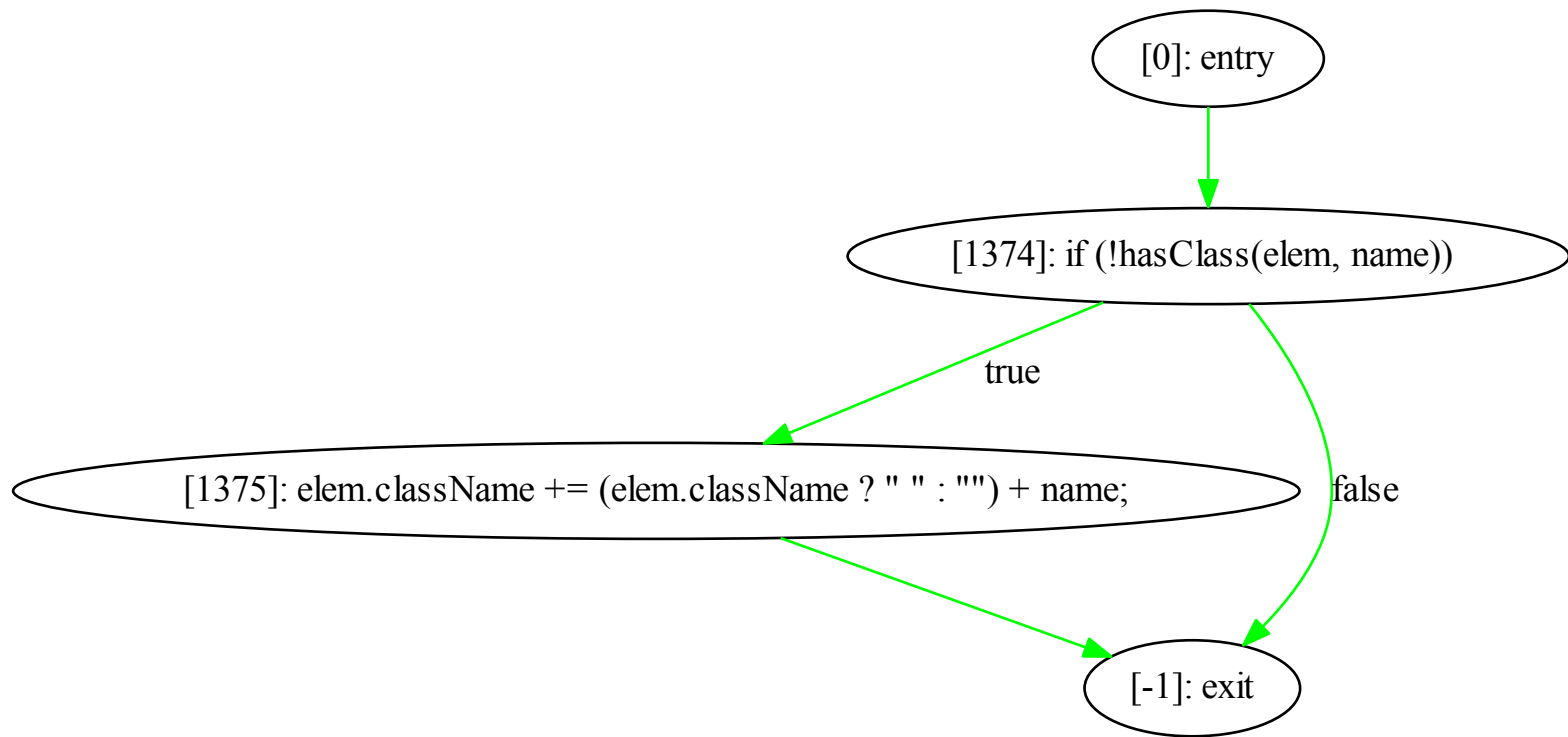 [0]: entry
[1374]: if (!hasClass(elem, name))
true
[1375]: elem.className += (elem.className ? " " : "") + name;
false
[-1]: exit